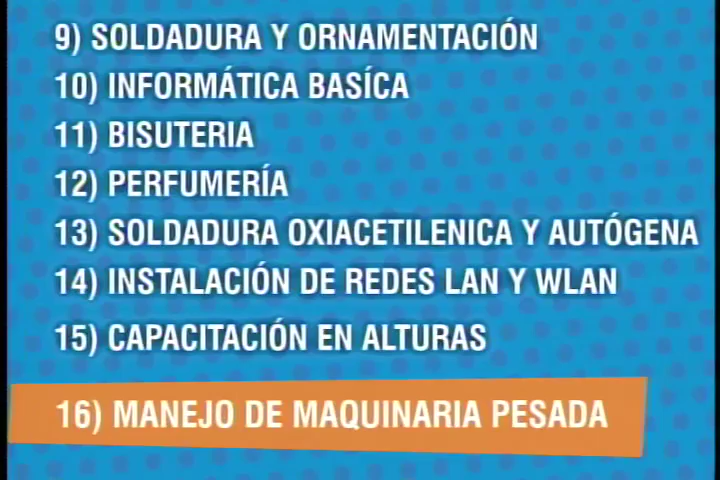 9) SOLDADURA Y ORNAMENTACIÓN
10) INFORMÁTICA BASÍCA
11) BISUTERIA
12) PERFUMERÍA
13) SOLDADURA OXIACETILENICA Y AUTÓGENA
14) INSTALACIÓN DE REDES LAN Y WLAN
15) CAPACITACIÓN EN ALTURAS
16) MANEJO DE MAQUINARIA PESADA